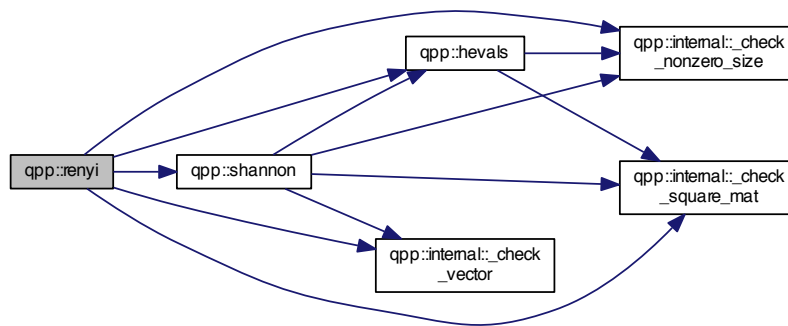 qpp::internal::_check
_nonzero_size
qpp::hevals
qpp::renyi
qpp::shannon
qpp::internal::_check
_square_mat
qpp::internal::_check
_vector